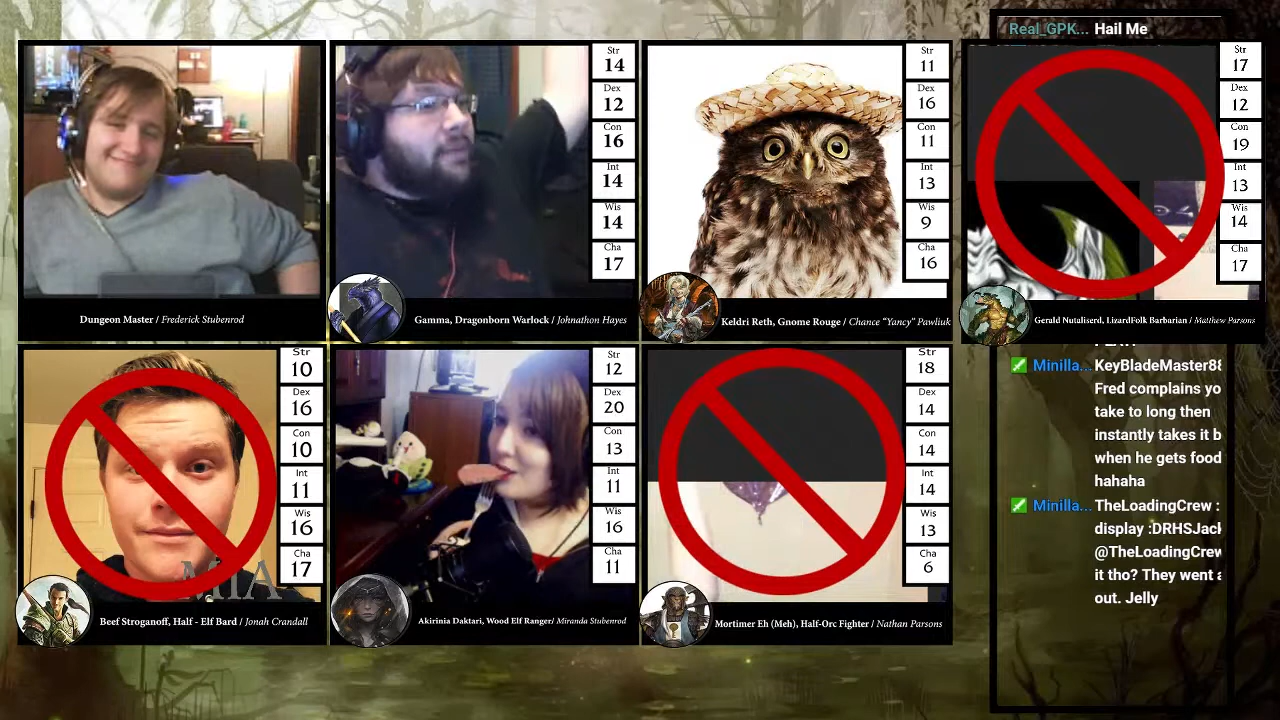 Real_GPK... Hail Me
Str
14
Dex
12
Con
16
Int
14
Wis
14
Cha
17
Str
11
Dex
16
Con
11
Int
13
Wis
9
Cha
16
Str
17
Dex
12
Con
19
Int
13
Wis
14
Cha
17
Dungeon Master / Frederick Stubenrod
Gamma, Dragonborn Warlock / Johnathon Hayes
Keldri Reth, Gnome Rouge / Chance "Yancy" Pawliuk
Gerald Nutaliserd, LizardFolk Barbarian / Matthew Parsons
Str
10
Dex
16
Con
10
Int
11
Wis
16
Cha
17
MIA
Str
12
Dex
20
Con
13
Int
11
Wis
16
Cha
11
Str
18
Dex
14
Con
14
Int
14
Wis
13
Cha
6
Beef Stroganoff, Half - Elf Bard / Jonah Crandall
Akirinia Daktari, Wood Elf Ranger/ Miranda Stubenrod
Mortimer Eh (Meh), Half-Orc Fighter / Nathan Parsons
Minilla... KeyBladeMaster88
Fred complains yo
take to long then
instantly takes it b
when he gets food
hahaha
Minilla... TheLoadingCrew :
display :DRHSJack
@TheLoadingCrew
it tho? They went a
out. Jelly